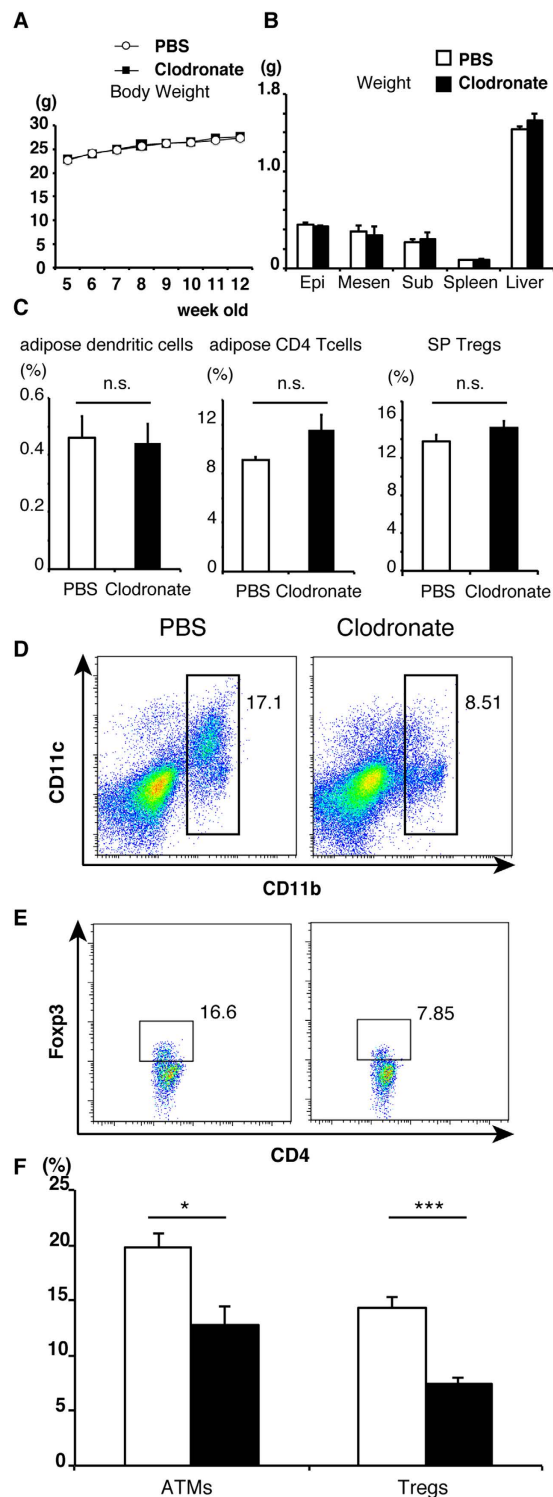 A
PBS
Clodronate
Body Weight
(g)
30
25
20
15
10
5
0
5 6 7 8 9 10 11 12
week old
B
PBS
Clodronate
Weight
(g)
1.8
1.0
0
Epi Mesen Sub Spleen Liver
C
adipose dendritic cells
(%)
n.s.
0.6
0.4
0.2
0
PBS Clodronate
adipose CD4 Tcells
(%)
n.s.
12
8
4
0
PBS Clodronate
SP Tregs
(%)
n.s.
16
12
8
4
0
PBS Clodronate
D
PBS
Clodronate
17.1
8.51
CD11c
CD11b
E
16.6
7.85
Foxp3
CD4
F
(%)
25
20
15
10
5
0
*
***
ATMs
Tregs